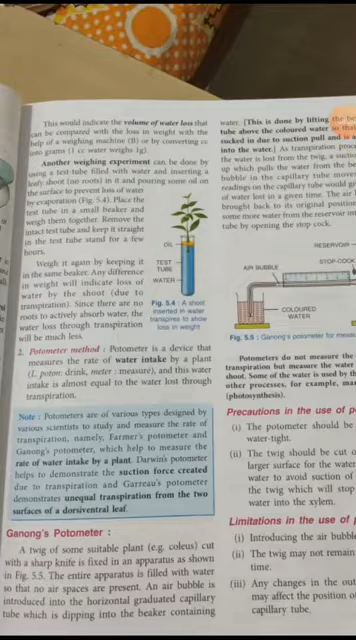 This would indicate the volume of water loss that
can be compared with the loss in weight with the
help of a weighing machine (B) or by converting cc
into grams (1 cc water weighs 1g).
Another weighing experiment can be done by
using a test tube filled with water and inserting a
leafy shoot (no roots) in it and pouring some oil on
the surface to prevent loss of water
by evaporation (Fig. 5.4). Place the
test tube in a small beaker and
weigh them together. Remove the
intact test tube and keep it straight
in the test tube stand for a few
hours.
Weigh it again by keeping it
in the same beaker. Any difference
in weight will indicate loss of
water by the shoot (due to
transpiration). Since there are no
roots to actively absorb water, the
water loss through transpiration
will be much less.
OIL
TEST
TUBE
WATER
Fig. 5.4 : A shoot
inserted in water
transpires to show
loss in weight
2. Potometer method : Potometer is a device that
measures the rate of water intake by a plant
(L. poton: drink, meter : measure), and this water
intake is almost equal to the water lost through
transpiration.
Note : Potometers are of various types designed by
various scientists to study and measure the rate of
transpiration, namely, Farmer's potometer and
Ganong's potometer, which help to measure the
rate of water intake by a plant. Darwin's potometer
helps to demonstrate the suction force created
due to transpiration and Garreau's potometer
demonstrates unequal transpiration from the two
surfaces of a dorsiventral leaf.
Ganong's Potometer :
A twig of some suitable plant (e.g. coleus) cut
with a sharp knife is fixed in an apparatus as shown
in Fig. 5.5. The entire apparatus is filled with water
so that no air spaces are present. An air bubble is
introduced into the horizontal graduated capillary
tube which is dipping into the beaker containing
water. [This is done by lifting the
tube above the coloured water so that
sucked in due to suction pull and is
into the water.] As transpiration
the water is lost from the twig, a
up which pulls the water from the
bubble in the capillary tube
readings on the capillary tube would
of water lost in a given time. The air
brought back to its original position
some more water from the reservoir
tube by opening the stop cock.
RESERVOIR
STOP-COCK
AIR BUBBLE
COLOURED
WATER
Fig. 5.5 : Ganong's potometer for
Potometers do not measure the
transpiration but measure the water
shoot. Some of the water is used by
other processes, for example,
(photosynthesis).
Precautions in the use of
(i) The potometer should be
water-tight.
(ii) The twig should be cut
larger surface for the water
water to avoid suction of
the twig which will stop
water into the xylem.
Limitations in the use of
(i) Introducing the air
(ii) The twig may not remain
time.
(iii) Any changes in the
may affect the position of
capillary tube.